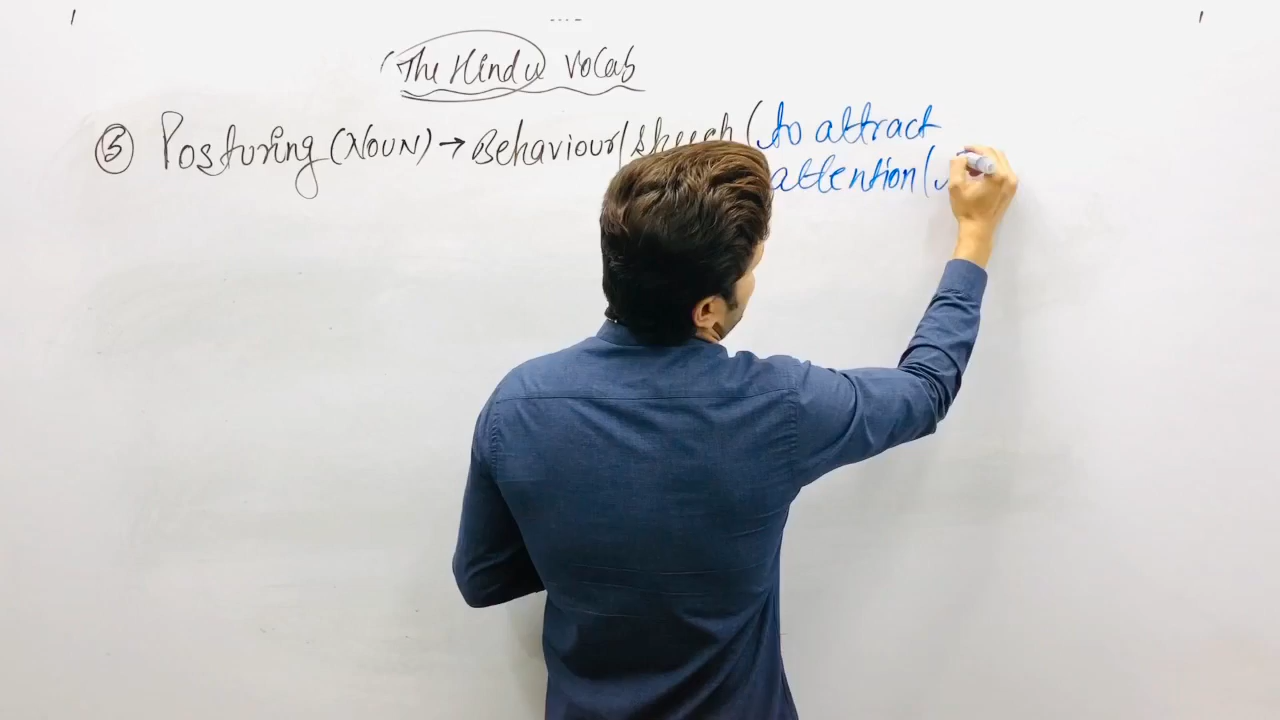 (The Hindu Vocab
5 Posturing (NOUN) → Behaviour/speech (to attract
attention/